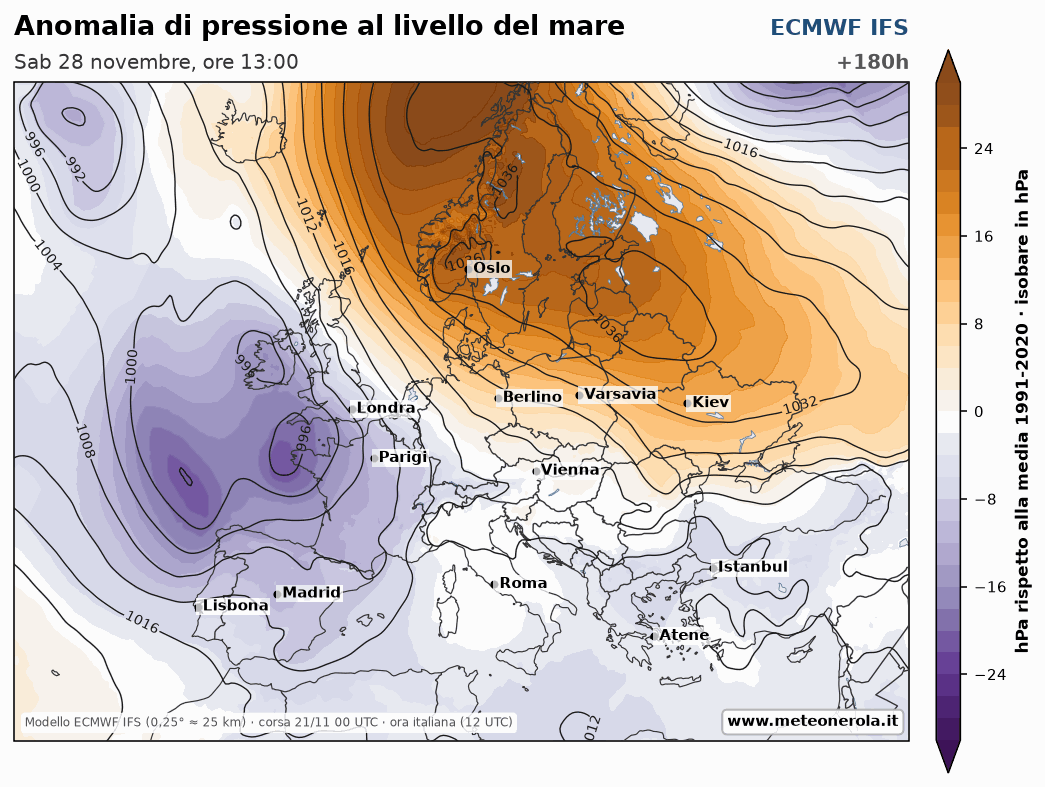 Anomalia di pressione al livello del mare
ECMWF IFS
Sab 28 novembre, ore 13:00
+180h
996
992
1000
1004
1012
1016
1036
1016
1036
Oslo
1036
1000
996
996
1008
1032
Londra
Berlino
Varsavia
Kiev
Parigi
Vienna
Istanbul
Roma
Madrid
Lisbona
1016
Atene
1012
Modello ECMWF IFS (0,25° ≈ 25 km) · corsa 21/11 00 UTC · ora italiana (12 UTC)
www.meteonerola.it
24
16
8
0
−8
−16
−24
hPa rispetto alla media 1991-2020 · isobare in hPa